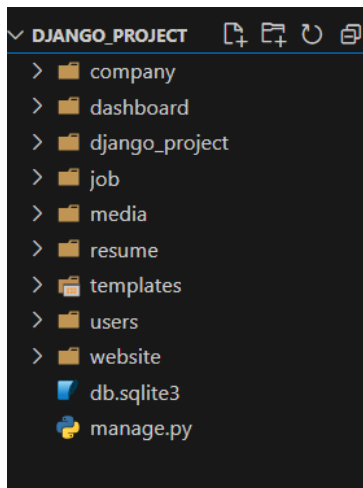 DJANGO_PROJECT
company
dashboard
django_project
job
media
resume
templates
users
website
db.sqlite3
manage.py